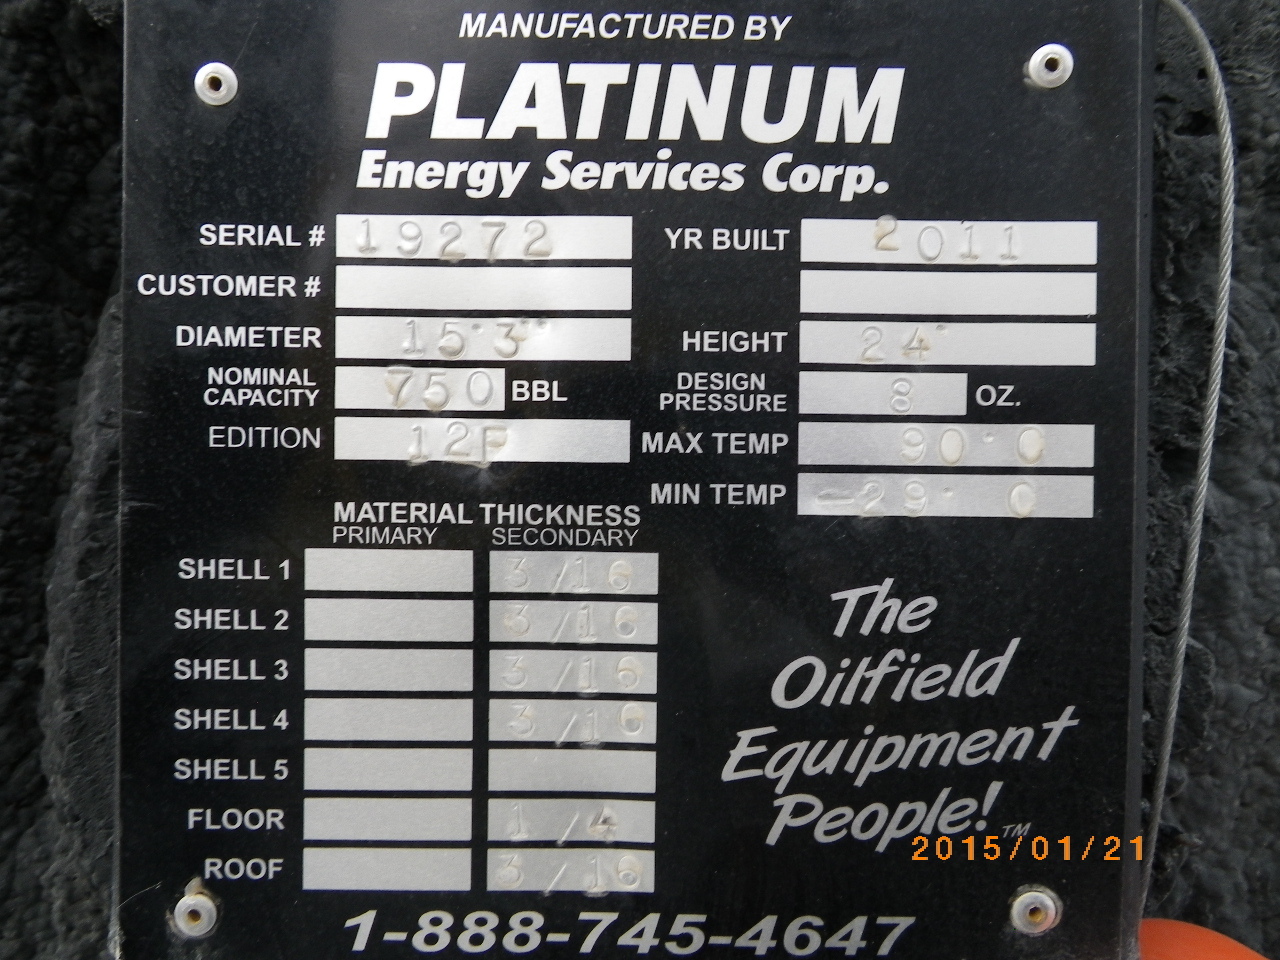 MANUFACTURED BY
PLATINUM
Energy Services Corp.
SERIAL # 19272 YR BUILT 2011
CUSTOMER #
DIAMETER 15'3" HEIGHT 24'
NOMINAL CAPACITY 750 BBL DESIGN PRESSURE 8 OZ.
EDITION 12F MAX TEMP 90° 0
MIN TEMP -29° 0
MATERIAL THICKNESS
PRIMARY SECONDARY
SHELL 1 3/16
SHELL 2 3/16
SHELL 3 3/16
SHELL 4 3/16
SHELL 5
FLOOR 1/4
ROOF 3/16
The
Oilfield
Equipment
People!™
2015/01/21
1-888-745-4647